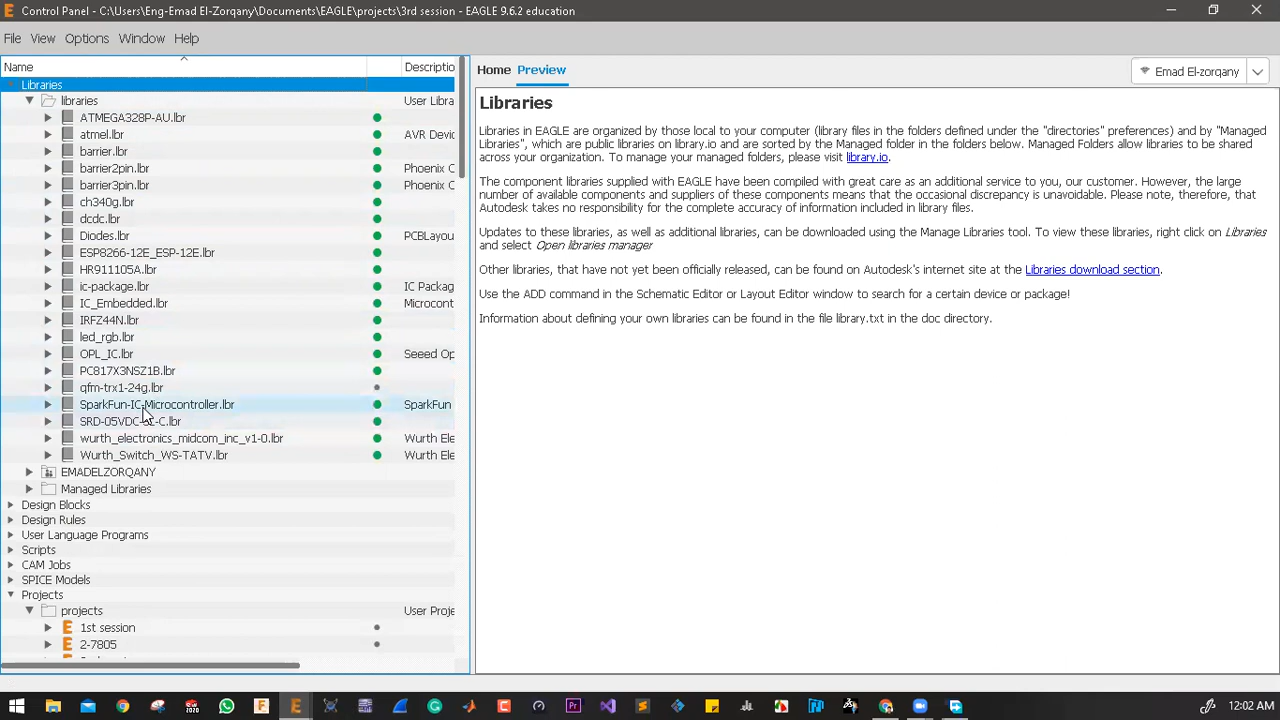 Control Panel - C:\Users\Eng-Emad El-Zorqany\Documents\EAGLE\projects\3rd session - EAGLE 9.6.2 education
File View Options Window Help
Name Descriptio
Home Preview
Emad El-zorqany
Libraries
libraries User Libra
ATMEGA328P-AU.lbr
atmel.lbr AVR Devic
barrier.lbr
barrier2pin.lbr Phoenix C
barrier3pin.lbr Phoenix C
ch340g.lbr
dcdc.lbr
Diodes.lbr PCBLayou
ESP8266-12E_ESP-12E.lbr
HR911105A.lbr
ic-package.lbr IC Packag
IC_Embedded.lbr Microcont
IRFZ44N.lbr
led_rgb.lbr
OPL_IC.lbr Seeed Op
PC817X3NSZ1B.lbr
qfm-trx1-24g.lbr
SparkFun-IC-Microcontroller.lbr SparkFun
SRD-05VDC-SL-C.lbr
wurth_electronics_midcom_inc_v1-0.lbr Wurth Ele
Wurth_Switch_WS-TATV.lbr Wurth Ele
EMADELZORQANY
Managed Libraries
Design Blocks
Design Rules
User Language Programs
Scripts
CAM Jobs
SPICE Models
Projects
projects User Proje
1st session
2-7805
Libraries
Libraries in EAGLE are organized by those local to your computer (library files in the folders defined under the "directories" preferences) and by "Managed
Libraries", which are public libraries on library.io and are sorted by the Managed folder in the folders below. Managed Folders allow libraries to be shared
across your organization. To manage your managed folders, please visit library.io.
The component libraries supplied with EAGLE have been compiled with great care as an additional service to you, our customer. However, the large
number of available components and suppliers of these components means that the occasional discrepancy is unavoidable. Please note, therefore, that
Autodesk takes no responsibility for the complete accuracy of information included in library files.
Updates to these libraries, as well as additional libraries, can be downloaded using the Manage Libraries tool. To view these libraries, right click on Libraries
and select Open libraries manager
Other libraries, that have not yet been officially released, can be found on Autodesk's internet site at the Libraries download section.
Use the ADD command in the Schematic Editor or Layout Editor window to search for a certain device or package!
Information about defining your own libraries can be found in the file library.txt in the doc directory.
12:02 AM